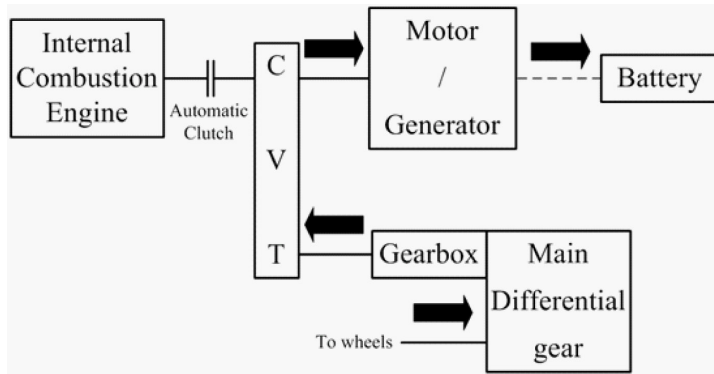 Internal
Combustion
Engine
Automatic
Clutch
C
V
T
Motor
/
Generator
Battery
Gearbox
Main
Differential
gear
To wheels